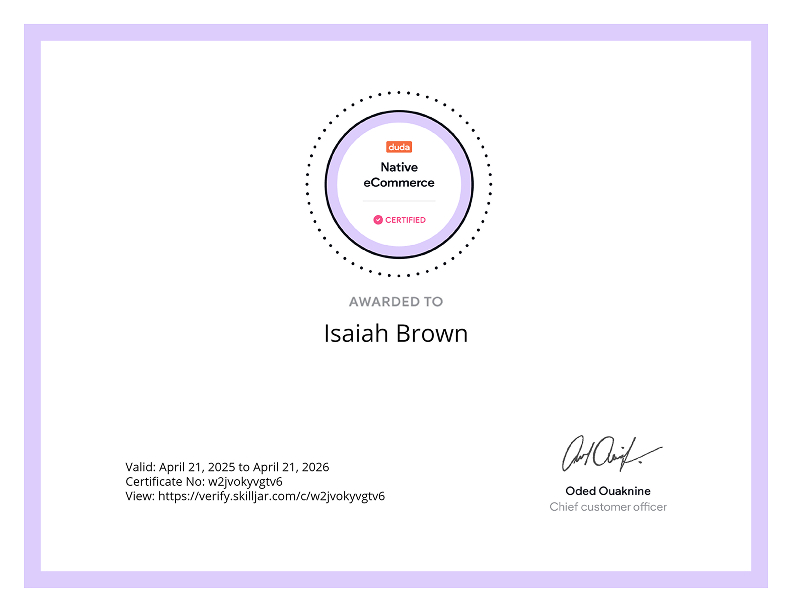 duda
Native
eCommerce
CERTIFIED
AWARDED TO
Isaiah Brown
Valid: April 21, 2025 to April 21, 2026
Certificate No: w2jvokyvgtv6
View: https://verify.skilljar.com/c/w2jvokyvgtv6
Oded Ouaknine
Chief customer officer